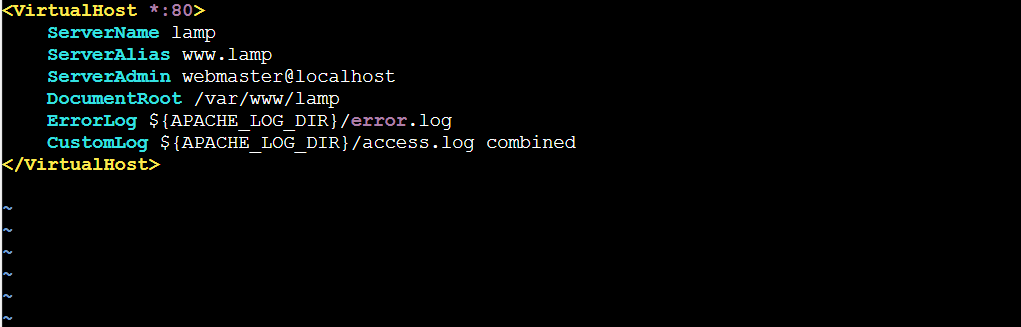 <VirtualHost *:80>
    ServerName lamp
    ServerAlias www.lamp
    ServerAdmin webmaster@localhost
    DocumentRoot /var/www/lamp
    ErrorLog ${APACHE_LOG_DIR}/error.log
    CustomLog ${APACHE_LOG_DIR}/access.log combined
</VirtualHost>
~
~
~
~
~
~